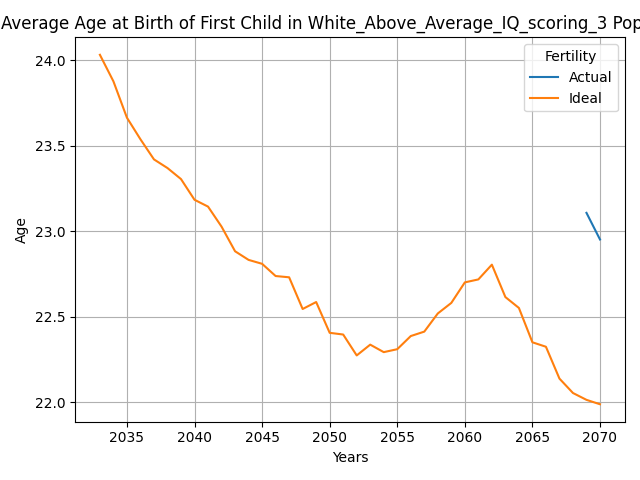 Average Age at Birth of First Child in White_Above_Average_IQ_scoring_3 Pop
Fertility
Actual
Ideal
24.0
23.5
23.0
22.5
22.0
Age
2035 2040 2045 2050 2055 2060 2065 2070
Years